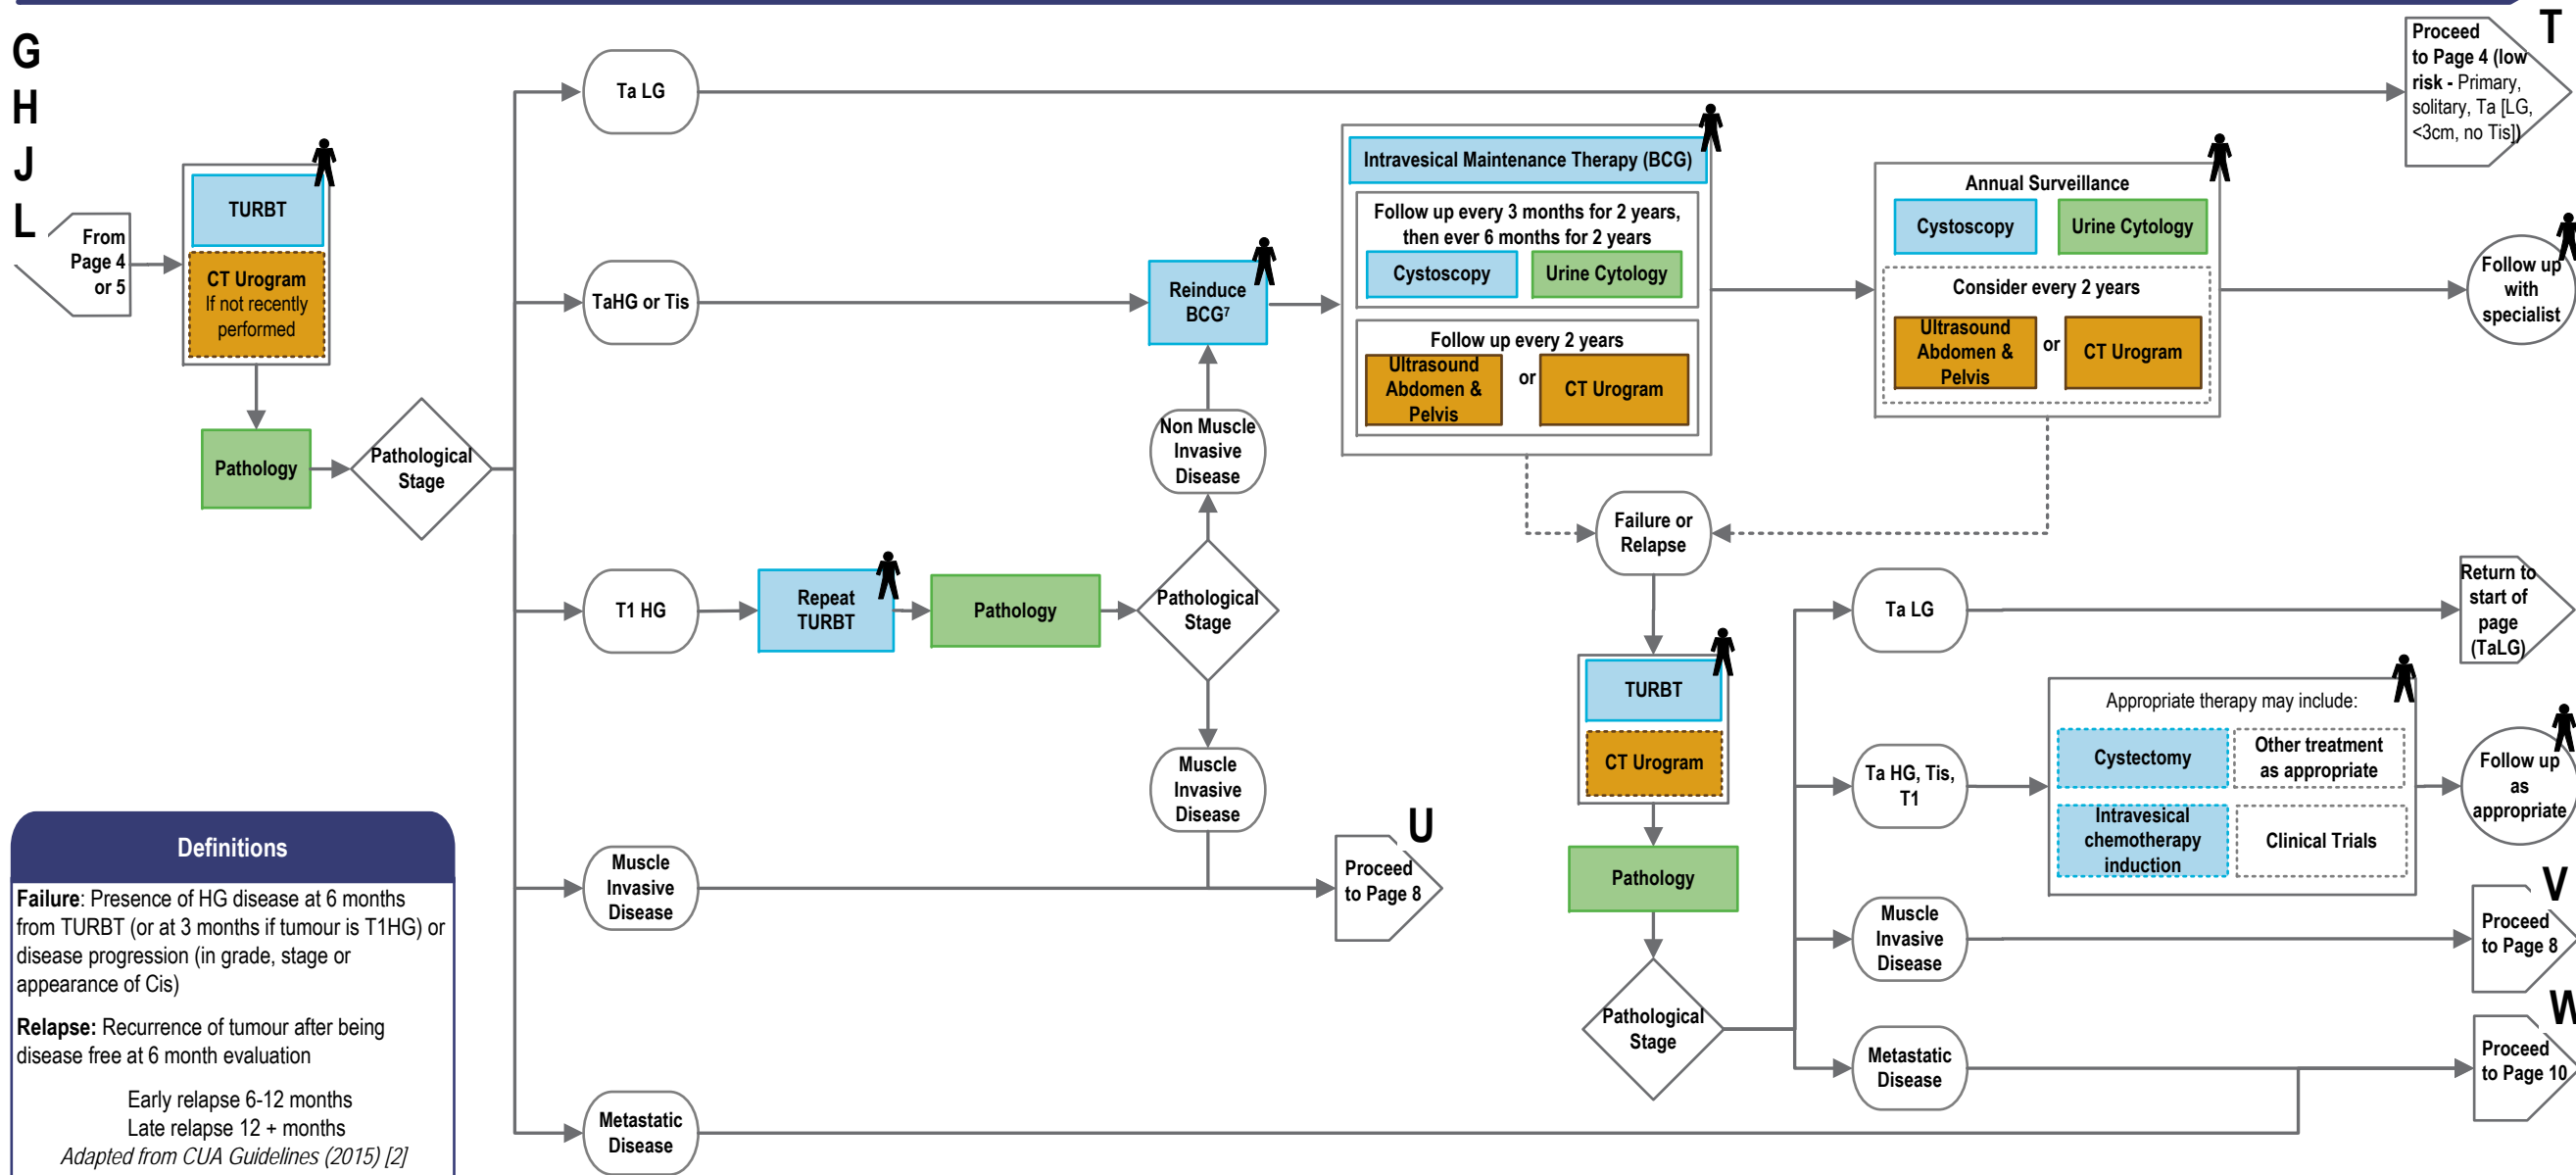 G
H
J
L
From
Page 4
or 5
TURBT
CT Urogram
If not recently
performed
Pathology
Pathological
Stage
Ta LG
Proceed
to Page 4 (low
risk - Primary,
solitary, Ta [LG,
<3cm, no Tis])
T
TaHG or Tis
Reinduce
BCG7
Intravesical Maintenance Therapy (BCG)
Follow up every 3 months for 2 years,
then ever 6 months for 2 years
Cystoscopy
Urine Cytology
Follow up every 2 years
Ultrasound
Abdomen &
Pelvis
or
CT Urogram
Annual Surveillance
Cystoscopy
Urine Cytology
Consider every 2 years
Ultrasound
Abdomen &
Pelvis
or
CT Urogram
Follow up
with
specialist
T1 HG
Repeat
TURBT
Pathology
Pathological
Stage
Non Muscle
Invasive
Disease
Muscle
Invasive
Disease
Muscle
Invasive
Disease
Proceed
to Page 8
U
Metastatic
Disease
Failure or
Relapse
TURBT
CT Urogram
Pathology
Pathological
Stage
Ta LG
Return to
start of
page
(TaLG)
Ta HG, Tis,
T1
Appropriate therapy may include:
Cystectomy
Other treatment
as appropriate
Intravesical
chemotherapy
induction
Clinical Trials
Follow up
as
appropriate
Muscle
Invasive
Disease
V
Proceed
to Page 8
Metastatic
Disease
W
Proceed
to Page 10
Definitions
Failure: Presence of HG disease at 6 months
from TURBT (or at 3 months if tumour is T1HG) or
disease progression (in grade, stage or
appearance of Cis)
Relapse: Recurrence of tumour after being
disease free at 6 month evaluation
Early relapse 6-12 months
Late relapse 12 + months
Adapted from CUA Guidelines (2015) [2]